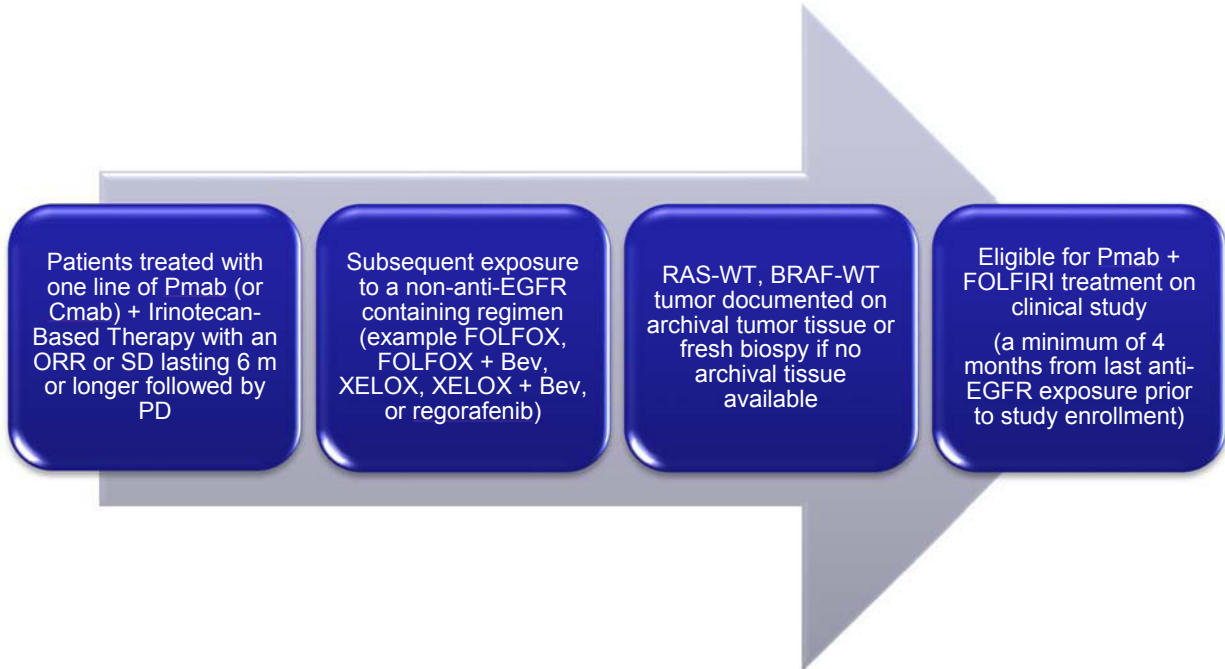 Patients treated with
one line of Pmab (or
Cmab) + Irinotecan-
Based Therapy with an
ORR or SD lasting 6 m
or longer followed by
PD
Subsequent exposure
to a non-anti-EGFR
containing regimen
(example FOLFOX,
FOLFOX + Bev,
XELOX, XELOX + Bev,
or regorafenib)
RAS-WT, BRAF-WT
tumor documented on
archival tumor tissue or
fresh biospy if no
archival tissue
available
Eligible for Pmab +
FOLFIRI treatment on
clinical study
(a minimum of 4
months from last anti-
EGFR exposure prior
to study enrollment)